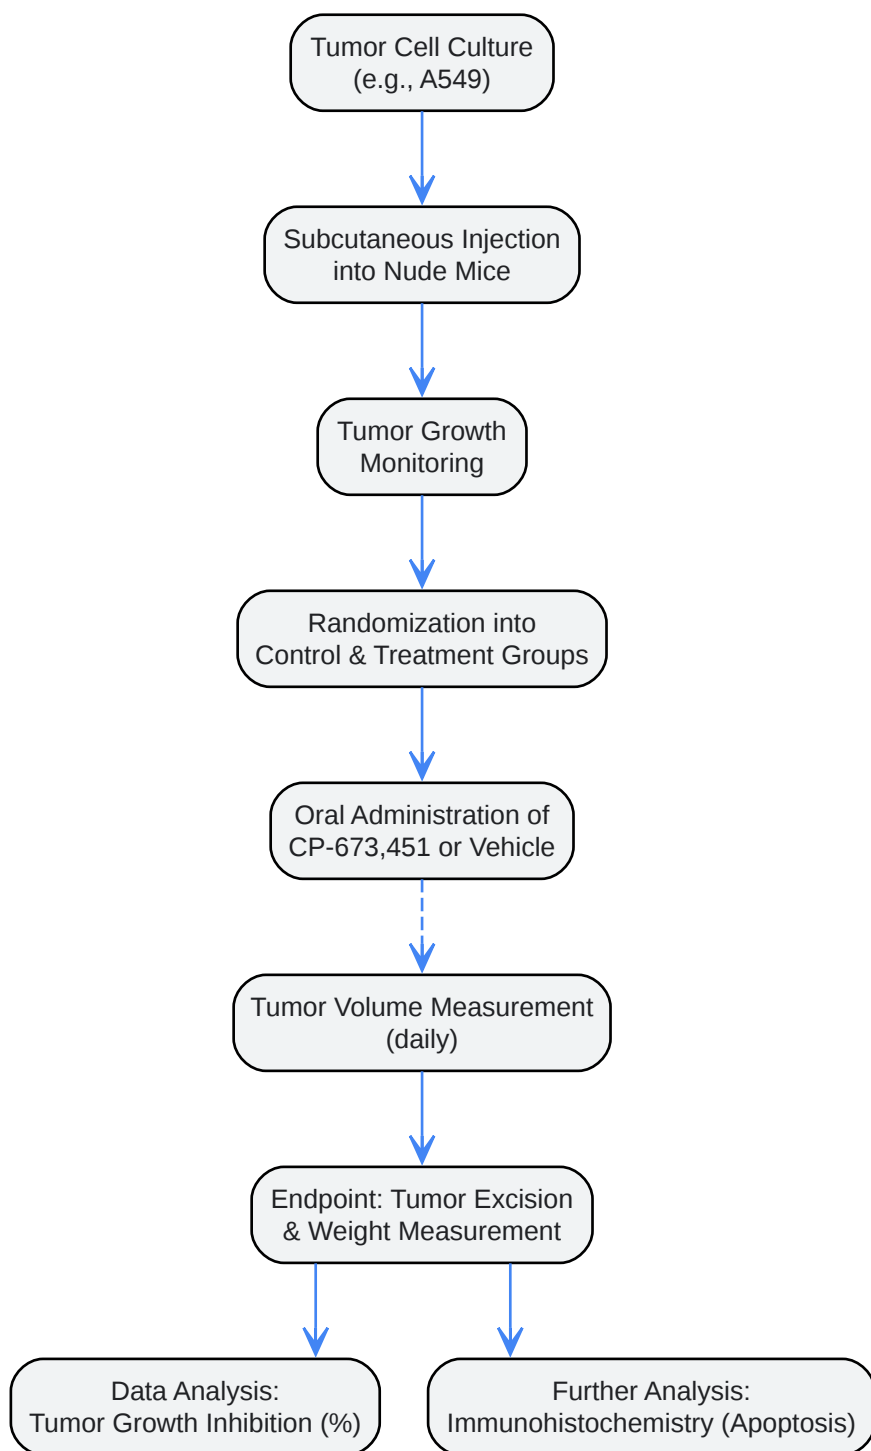 Tumor Cell Culture
(e.g., A549)
Subcutaneous Injection
into Nude Mice
Tumor Growth
Monitoring
Randomization into
Control & Treatment Groups
Oral Administration of
CP-673,451 or Vehicle
Tumor Volume Measurement
(daily)
Endpoint: Tumor Excision
& Weight Measurement
Data Analysis:
Tumor Growth Inhibition (%)
Further Analysis:
Immunohistochemistry (Apoptosis)